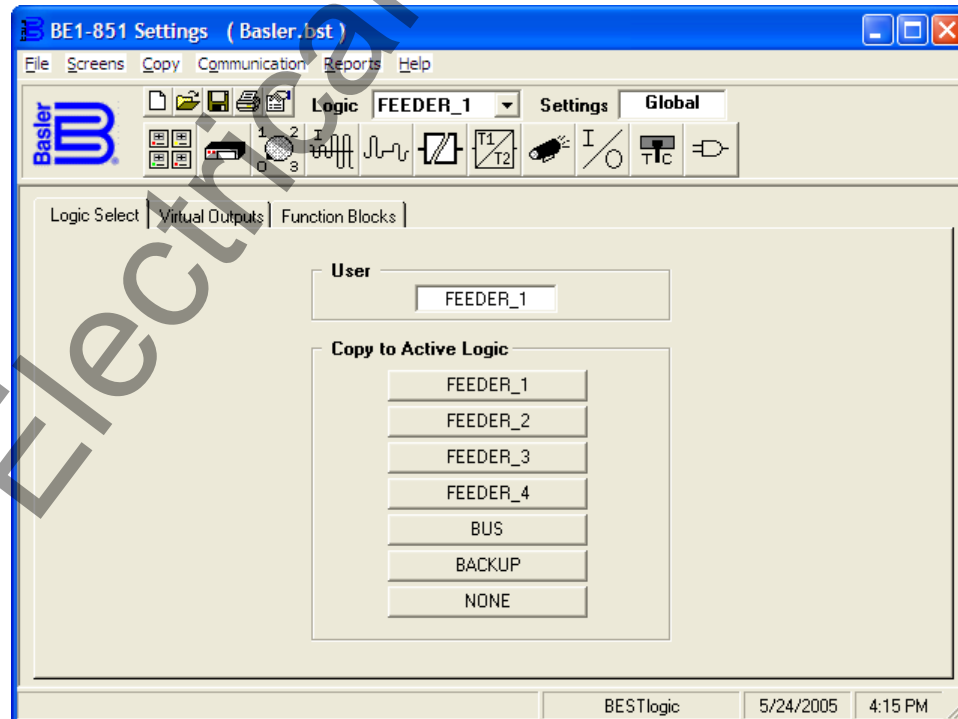 BE1-851 Settings ( Basler.bst )
File Screens Copy Communication Reports Help
Basler
Logic FEEDER_1 Settings Global
1 2 0 3 I T1 T2 I O T C
Logic Select Virtual Outputs Function Blocks
User
FEEDER_1
Copy to Active Logic
FEEDER_1
FEEDER_2
FEEDER_3
FEEDER_4
BUS
BACKUP
NONE
BESTlogic 5/24/2005 4:15 PM
Electrical